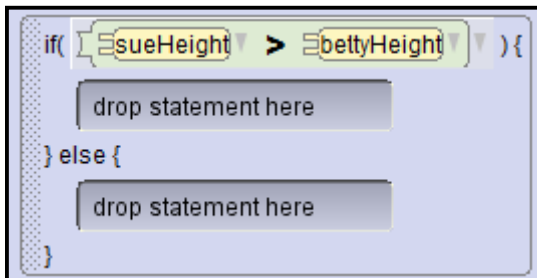 if( sueHeight > bettyHeight ) {
drop statement here
} else {
drop statement here
}